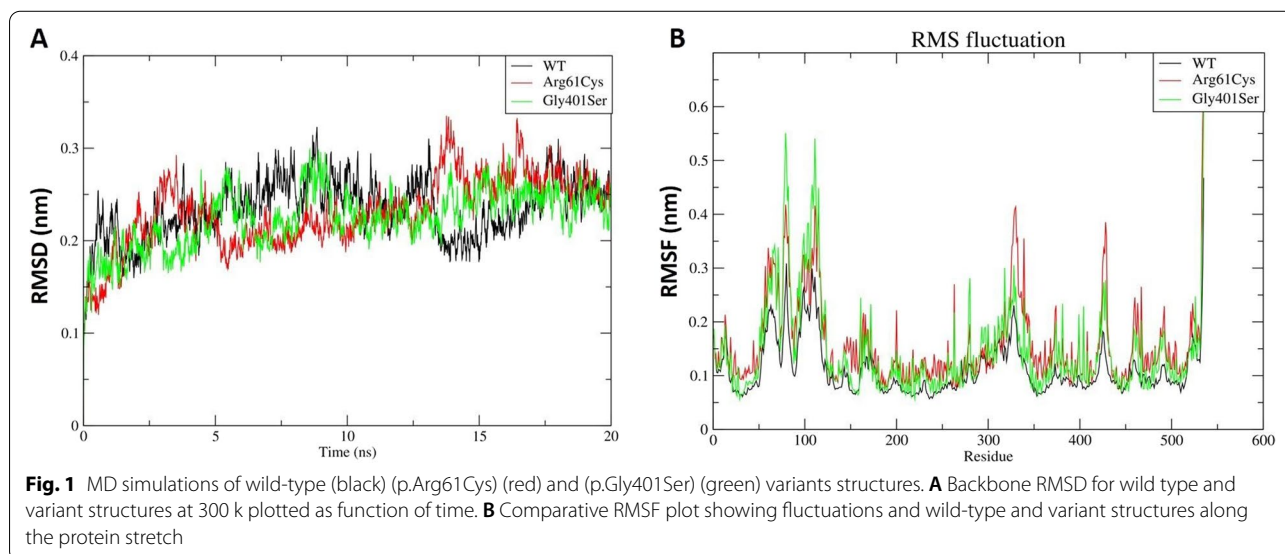 A
0.4
0.3
0.2
0.1
0
RMSD (nm)
0
5
10
15
20
Time (ns)
WT
Arg61Cys
Gly401Ser
B
RMS fluctuation
0.6
0.5
0.4
0.3
0.2
0.1
0
RMSF (nm)
0
100
200
300
400
500
600
Residue
WT
Arg61Cys
Gly401Ser
Fig. 1 MD simulations of wild-type (black) (p.Arg61Cys) (red) and (p.Gly401Ser) (green) variants structures. A Backbone RMSD for wild type and
variant structures at 300 k plotted as function of time. B Comparative RMSF plot showing fluctuations and wild-type and variant structures along
the protein stretch